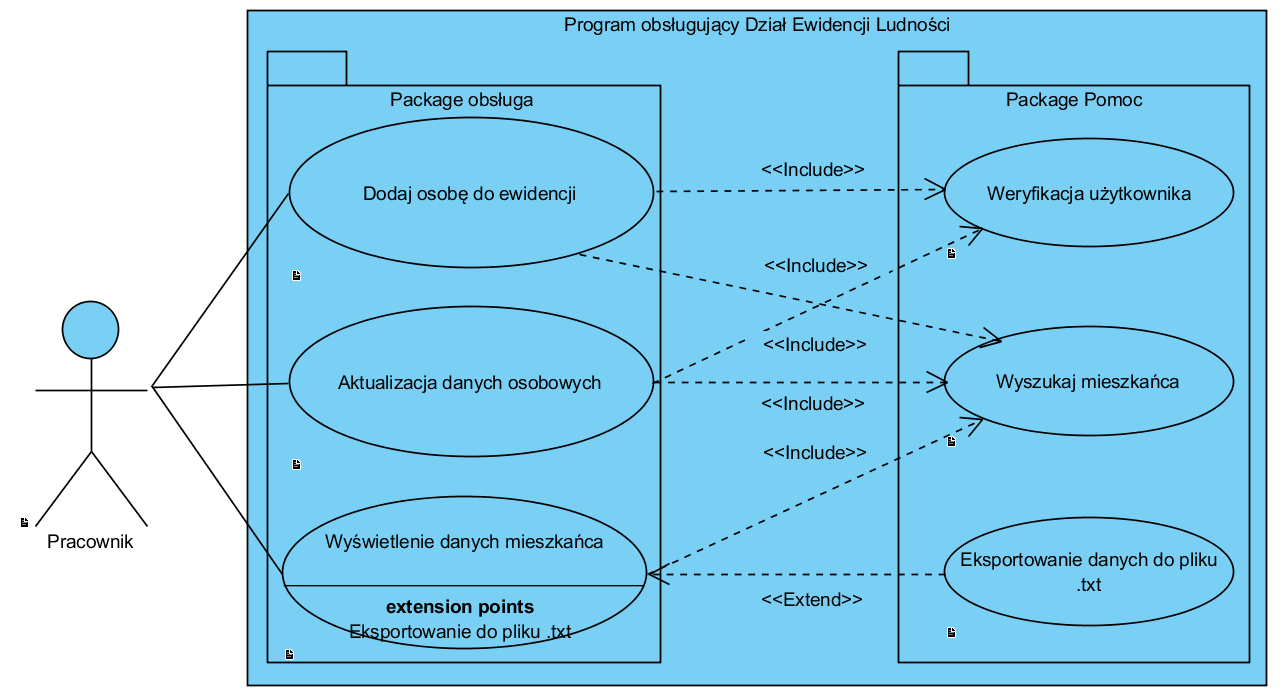 Program obsługujący Dział Ewidencji Ludności
Package obsługa
Package Pomoc
Dodaj osobę do ewidencji
<<Include>>
Weryfikacja użytkownika
<<Include>>
<<Include>>
Aktualizacja danych osobowych
Wyszukaj mieszkańca
<<Include>>
<<Include>>
Pracownik
Wyświetlenie danych mieszkańca
extension points
Eksportowanie do pliku .txt
Eksportowanie danych do pliku
.txt
<<Extend>>